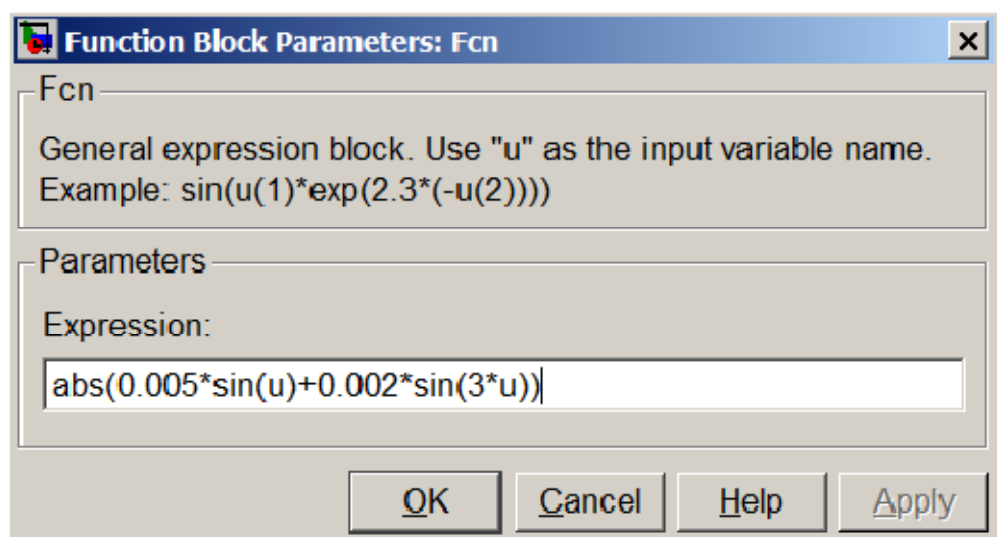 Function Block Parameters: Fcn
Fcn
General expression block. Use "u" as the input variable name.
Example: sin(u(1)*exp(2.3*(-u(2))))
Parameters
Expression:
abs(0.005*sin(u)+0.002*sin(3*u))
OK Cancel Help Apply